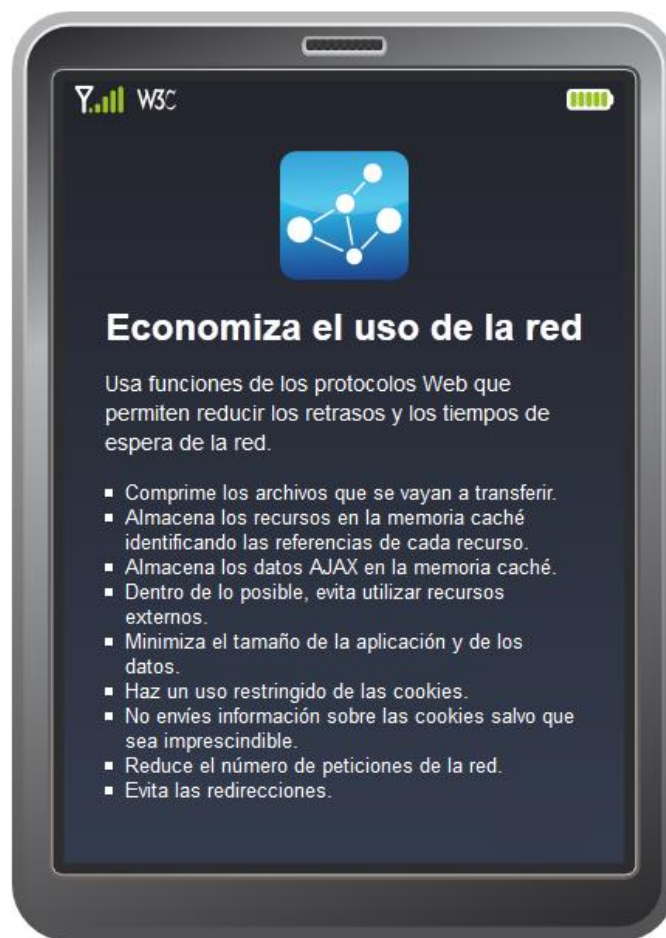 W3C
Economiza el uso de la red
Usa funciones de los protocolos Web que
permiten reducir los retrasos y los tiempos de
espera de la red.
Comprime los archivos que se vayan a transferir.
Almacena los recursos en la memoria caché
identificando las referencias de cada recurso.
Almacena los datos AJAX en la memoria caché.
Dentro de lo posible, evita utilizar recursos
externos.
Minimiza el tamaño de la aplicación y de los
datos.
Haz un uso restringido de las cookies.
No envíes información sobre las cookies salvo que
sea imprescindible.
Reduce el número de peticiones de la red.
Evita las redirecciones.